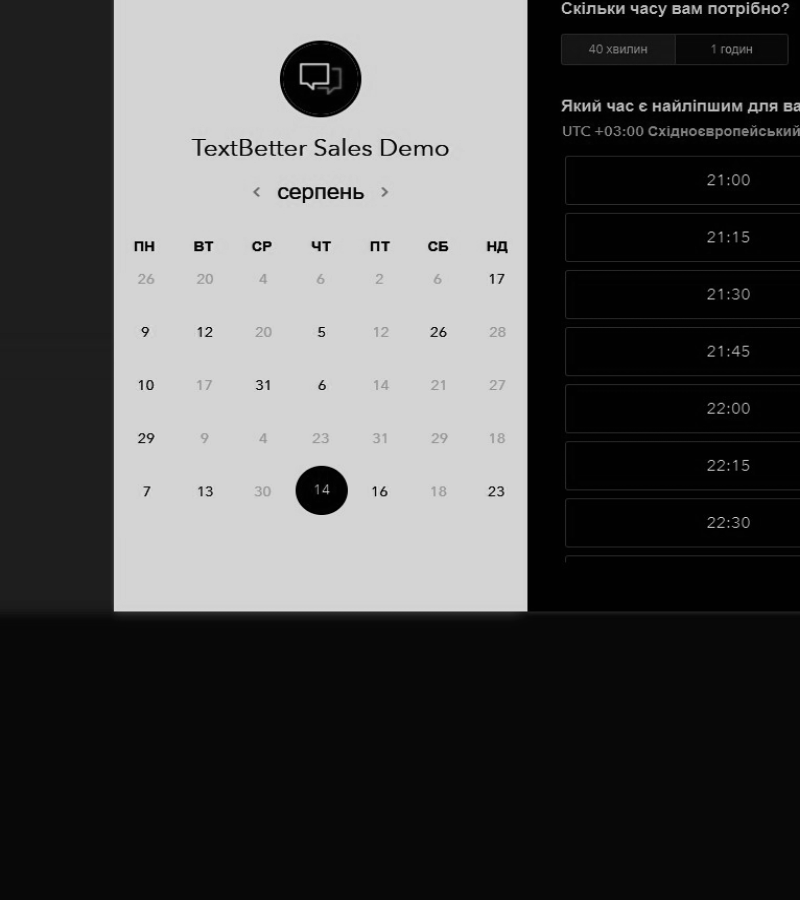 TextBetter Sales Demo
серпень
ПН ВТ СР ЧТ ПТ СБ НД
26 20 4 6 2 6 17
9 12 20 5 12 26 28
10 17 31 6 14 21 27
29 9 4 23 31 29 18
7 13 30 14 16 18 23
Скільки часу вам потрібно?
40 хвилин 1 годин
Який час є найліпшим для ва
UTC +03:00 Східноєвропейський
21:00
21:15
21:30
21:45
22:00
22:15
22:30